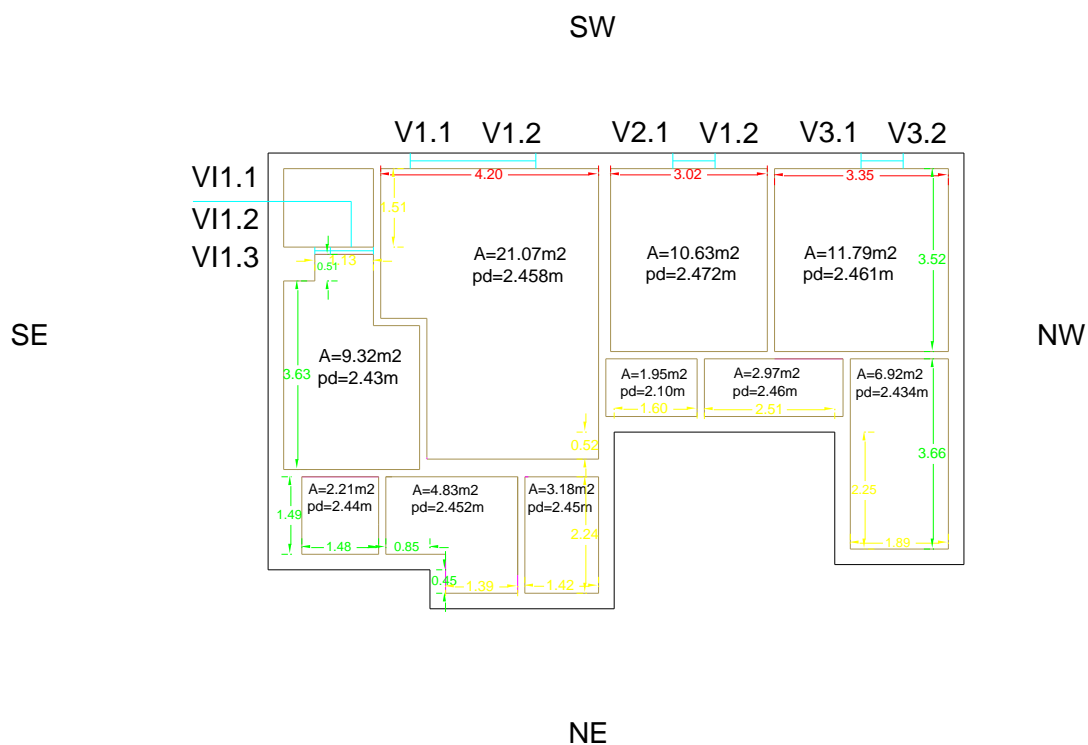 SW
V1.1 V1.2 V2.1 V1.2 V3.1 V3.2
VI1.1
VI1.2
VI1.3
4.20
3.02
3.35
1.51
1.13
0.51
A=21.07m2
pd=2.458m
A=10.63m2
pd=2.472m
A=11.79m2
pd=2.461m
3.52
SE
NW
A=9.32m2
pd=2.43m
3.63
A=1.95m2
pd=2.10m
1.60
A=2.97m2
pd=2.46m
2.51
A=6.92m2
pd=2.434m
0.52
3.66
2.25
1.89
A=2.21m2
pd=2.44m
1.49
1.48
A=4.83m2
pd=2.452m
0.85
0.45
1.39
A=3.18m2
pd=2.45m
2.24
1.42
NE